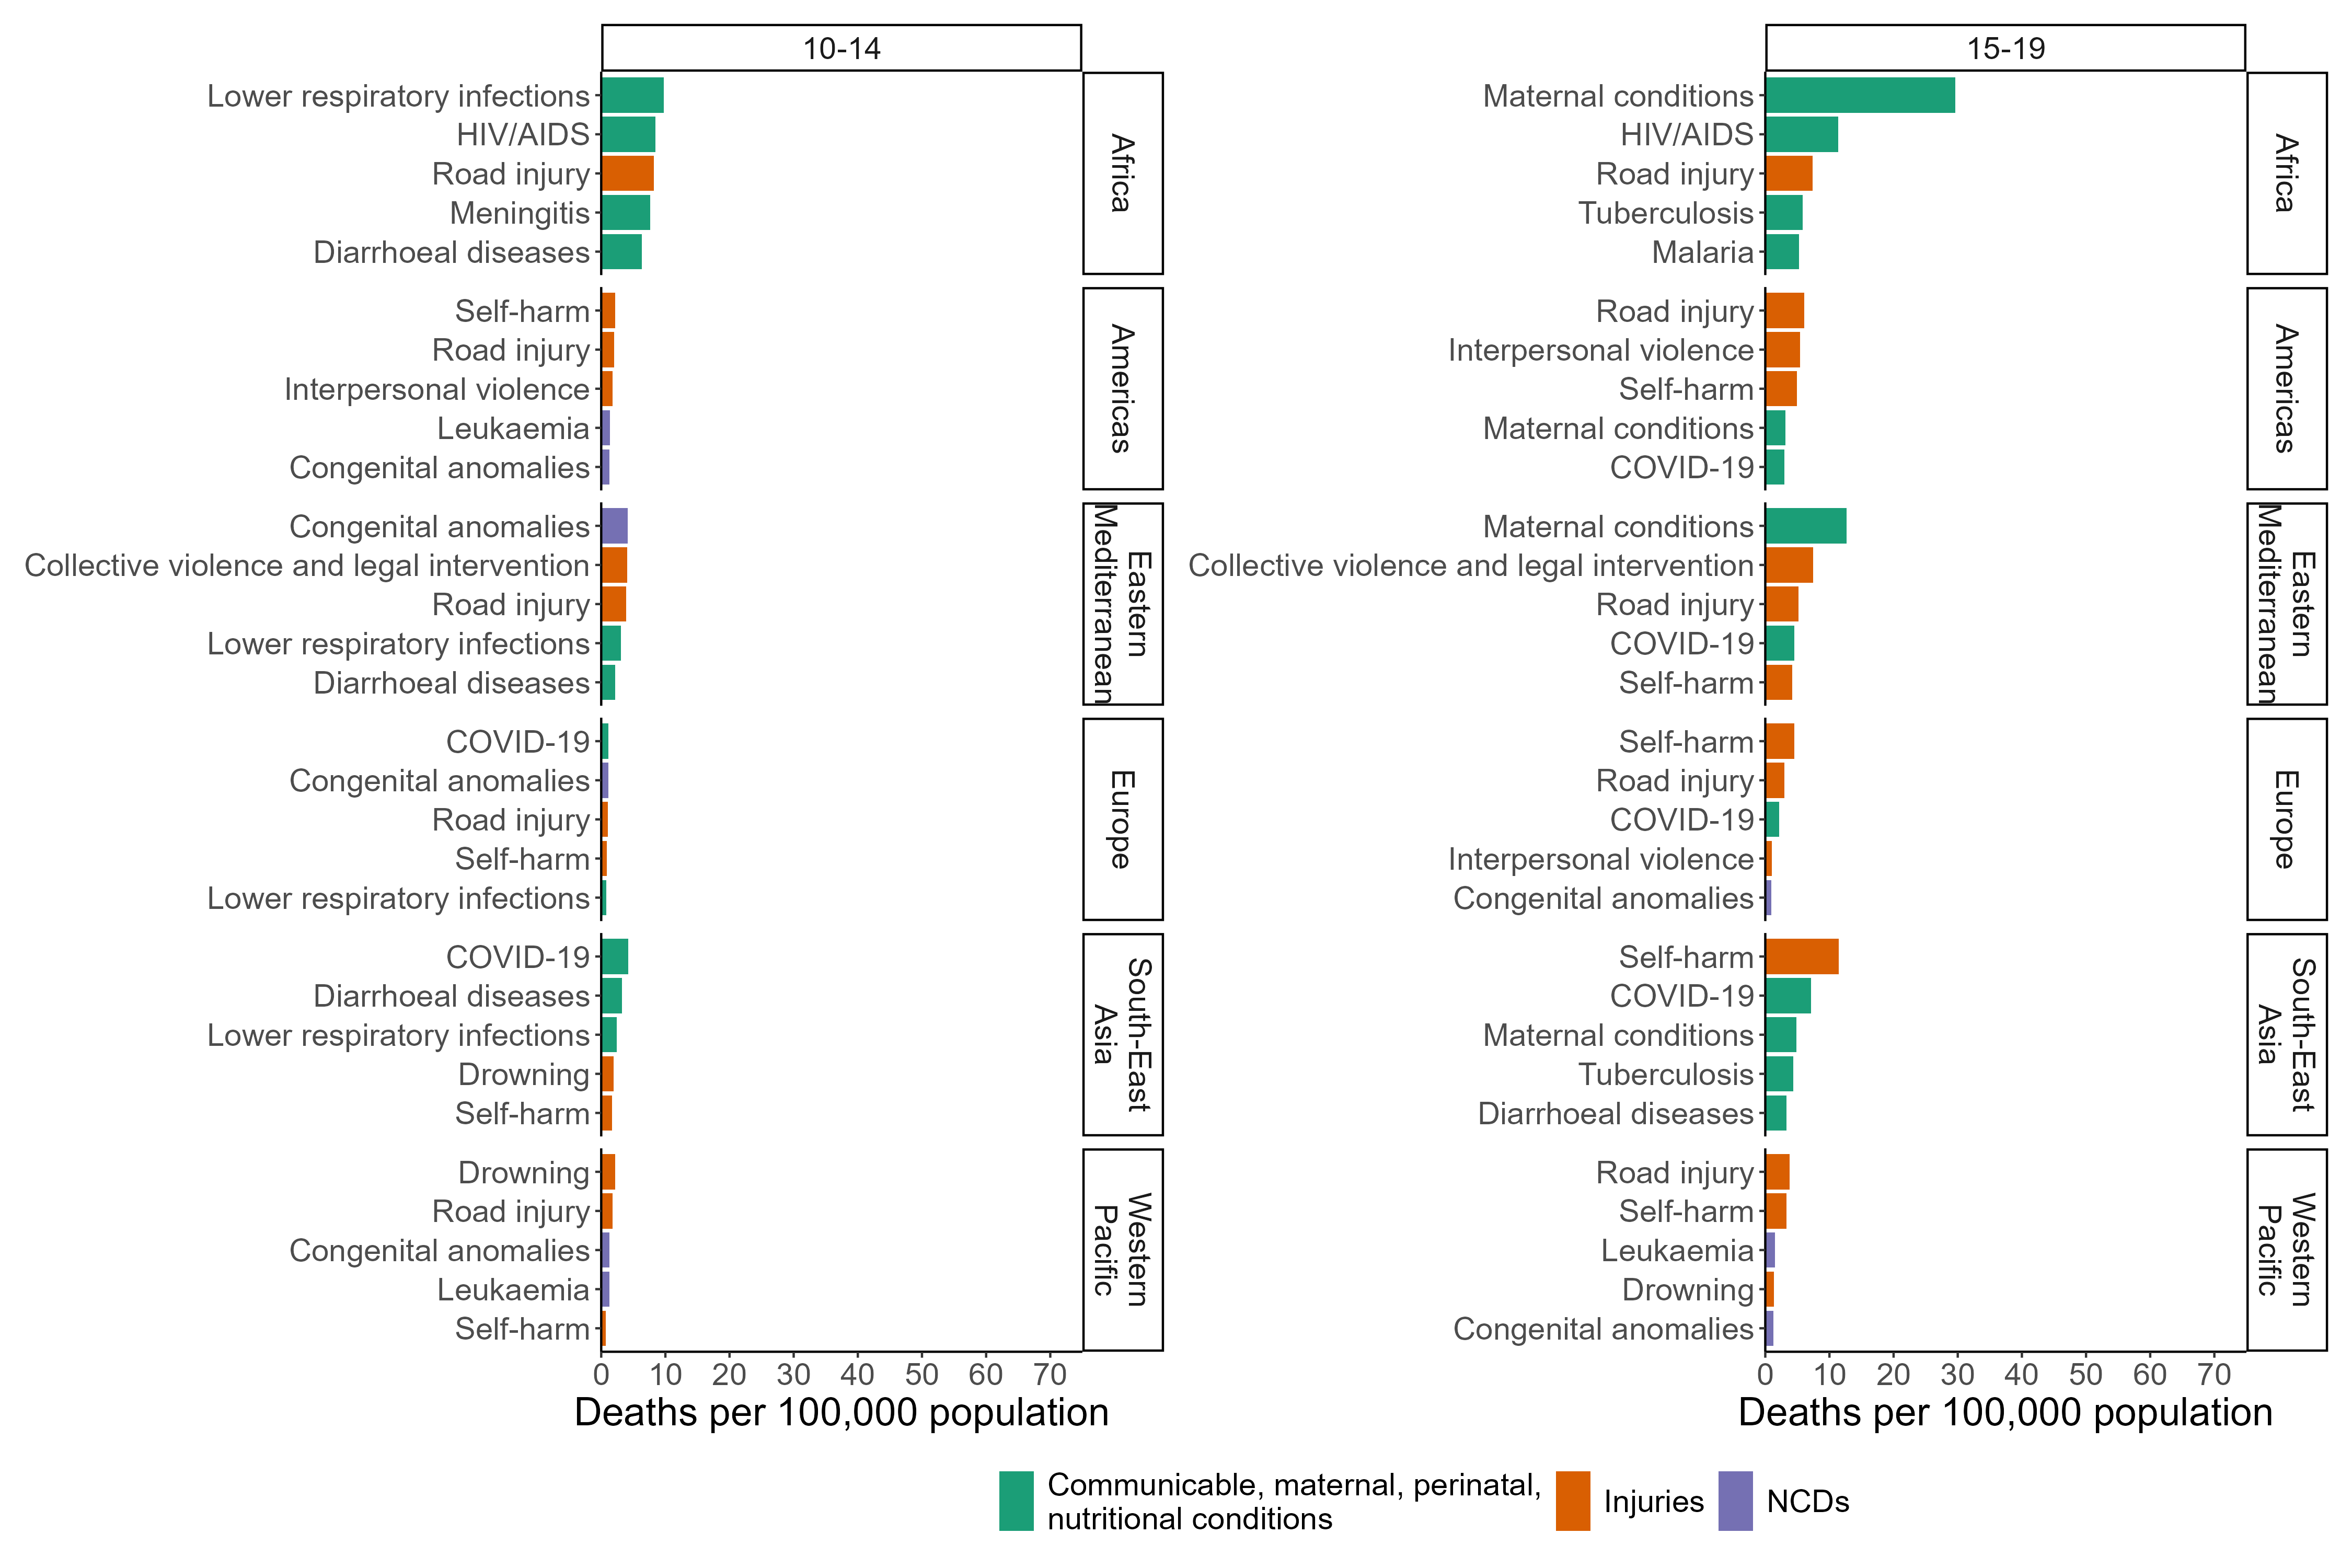 10-14
Lower respiratory infections
HIV/AIDS
Road injury
Meningitis
Diarrhoeal diseases
Africa
Self-harm
Road injury
Interpersonal violence
Leukaemia
Congenital anomalies
Americas
Congenital anomalies
Collective violence and legal intervention
Road injury
Lower respiratory infections
Diarrhoeal diseases
Eastern
Mediterranean
COVID-19
Congenital anomalies
Road injury
Self-harm
Lower respiratory infections
Europe
COVID-19
Diarrhoeal diseases
Lower respiratory infections
Drowning
Self-harm
South-East
Asia
Drowning
Road injury
Congenital anomalies
Leukaemia
Self-harm
Western
Pacific
0 10 20 30 40 50 60 70
Deaths per 100,000 population
15-19
Maternal conditions
HIV/AIDS
Road injury
Tuberculosis
Malaria
Africa
Road injury
Interpersonal violence
Self-harm
Maternal conditions
COVID-19
Americas
Maternal conditions
Collective violence and legal intervention
Road injury
COVID-19
Self-harm
Eastern
Mediterranean
Self-harm
Road injury
COVID-19
Interpersonal violence
Congenital anomalies
Europe
Self-harm
COVID-19
Maternal conditions
Tuberculosis
Diarrhoeal diseases
South-East
Asia
Road injury
Self-harm
Leukaemia
Drowning
Congenital anomalies
Western
Pacific
0 10 20 30 40 50 60 70
Deaths per 100,000 population
Communicable, maternal, perinatal,
nutritional conditions
Injuries
NCDs